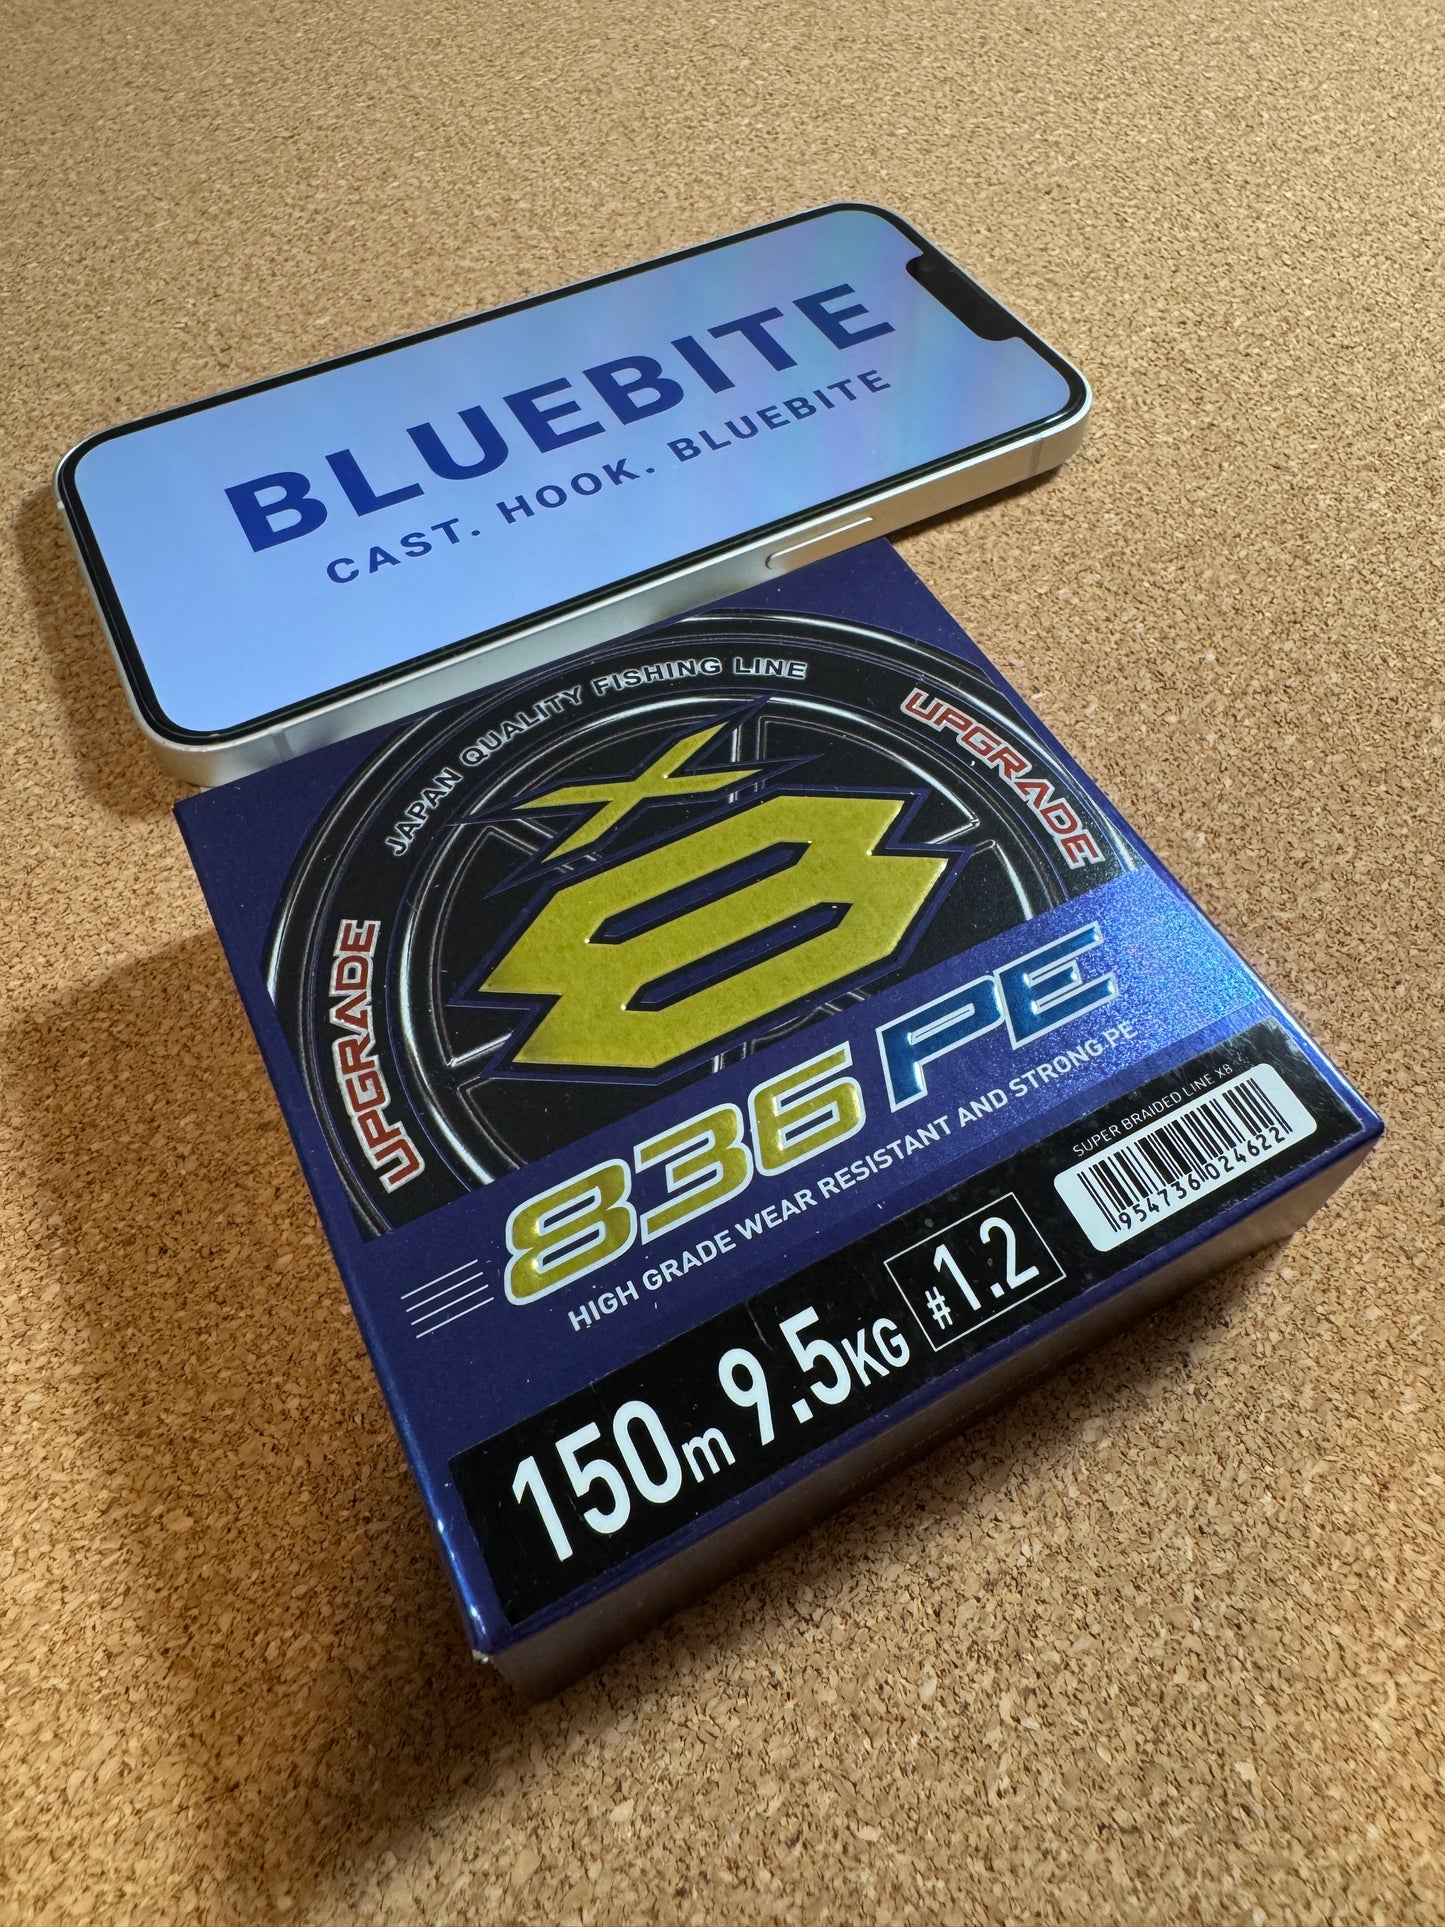 BLUEBITE
CAST. HOOK. BLUEBITE
JAPAN QUALITY FISHING LINE
UPGRADE
UPGRADE
X8
836 PE
HIGH GRADE WEAR RESISTANT AND STRONG PE
SUPER BRAIDED LINE X8
954736024622
150m 9.5KG #1.2